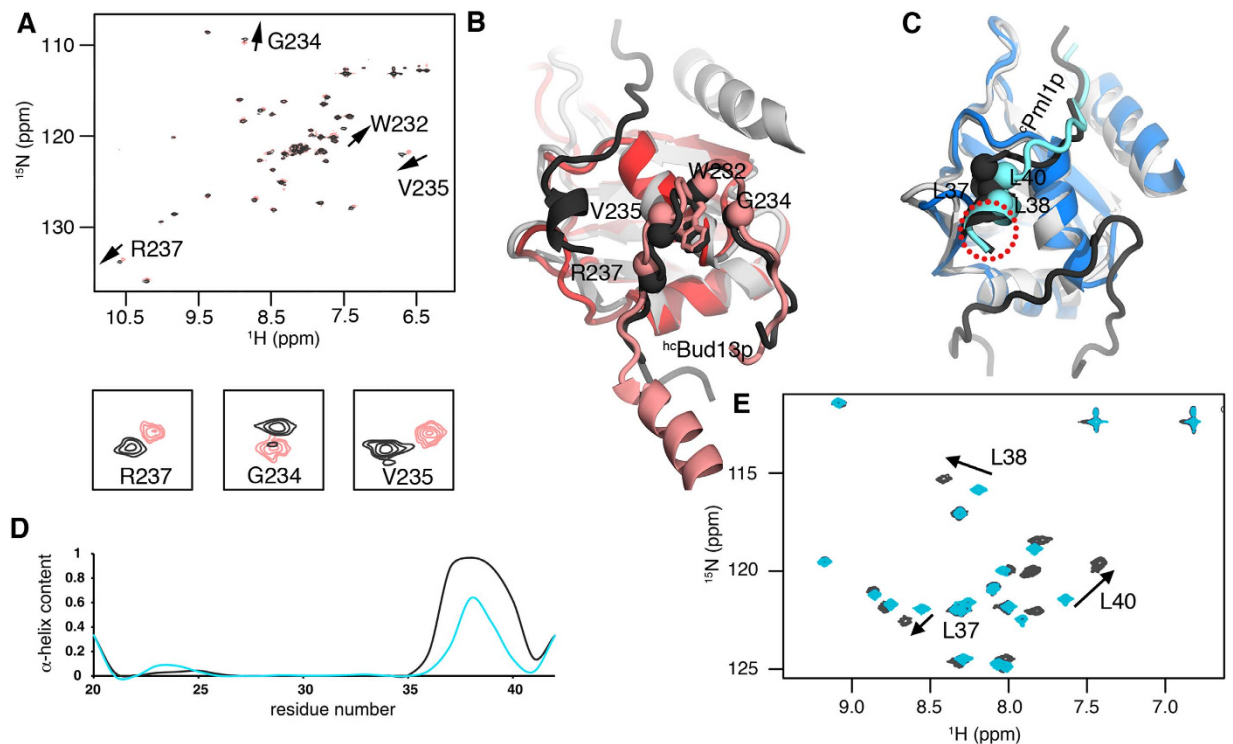 A
110
120
130
¹⁵N (ppm)
G234
W232
V235
R237
10.5 9.5 8.5 7.5 6.5
¹H (ppm)
R237
G234
V235
B
W232
V235
G234
R237
ʰᶜBud13p
C
ᶜPml1p
L37
L40
L38
D
α-helix content
1
0.8
0.6
0.4
0.2
0
20 25 30 35 40
residue number
E
¹⁵N (ppm)
115
120
125
L38
L40
L37
9.0 8.5 8.0 7.5 7.0
¹H (ppm)